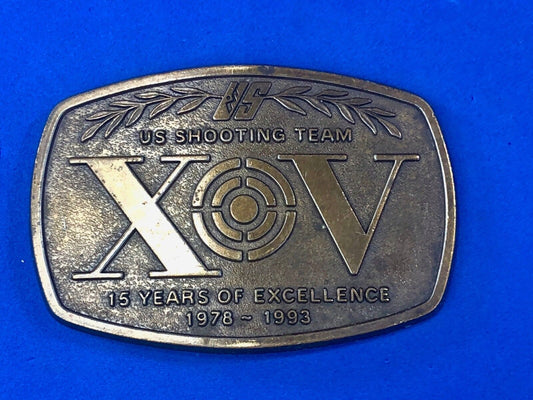 US
US SHOOTING TEAM
XV
15 YEARS OF EXCELLENCE
1978 ~ 1993